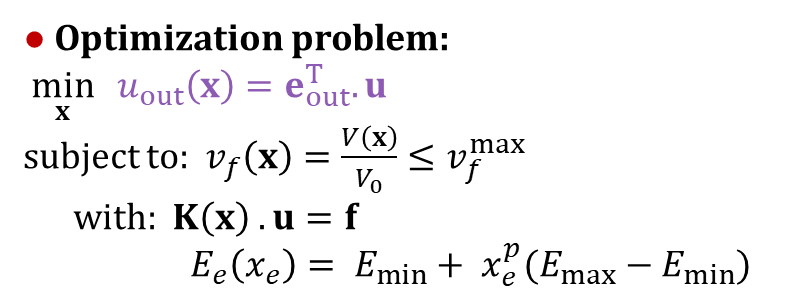 ● Optimization problem:
min_𝐱 u_out(𝐱) = 𝐞_out^T . 𝐮
subject to: v_f(𝐱) = V(𝐱)/V_0 ≤ v_f^max
with: 𝐊(𝐱) . 𝐮 = 𝐟
E_e(x_e) = E_min + x_e^p(E_max − E_min)